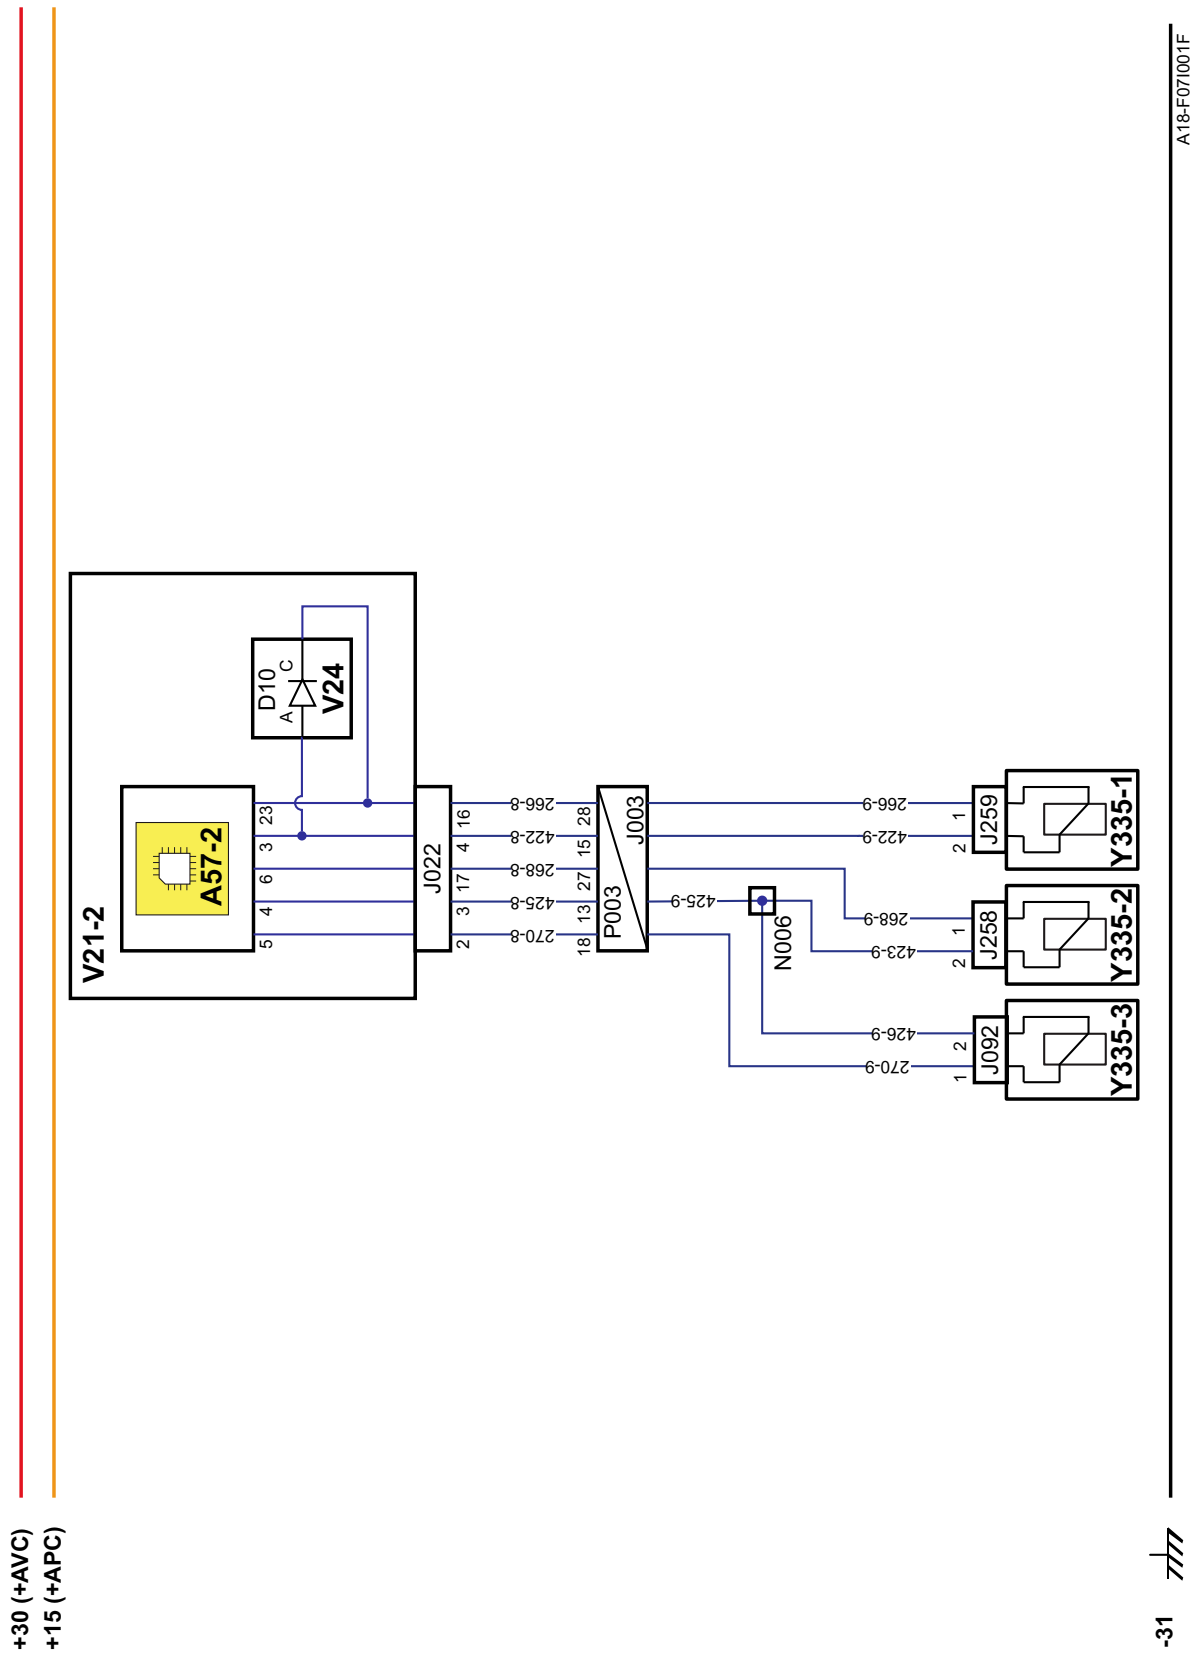 +30 (+AVC)
+15 (+APC)
V21-2
A57-2
5 4 6 3 23
D10
A C
V24
J022
2 3 17 4 16
270-8 425-8 268-8 422-8 266-8
18 13 27 15 28
P003 J003
425-9
N006
270-9 426-9 423-9 268-9 422-9 266-9
1 2 2 1 2 1
J092 J258 J259
Y335-3 Y335-2 Y335-1
-31
A18-F07I001F